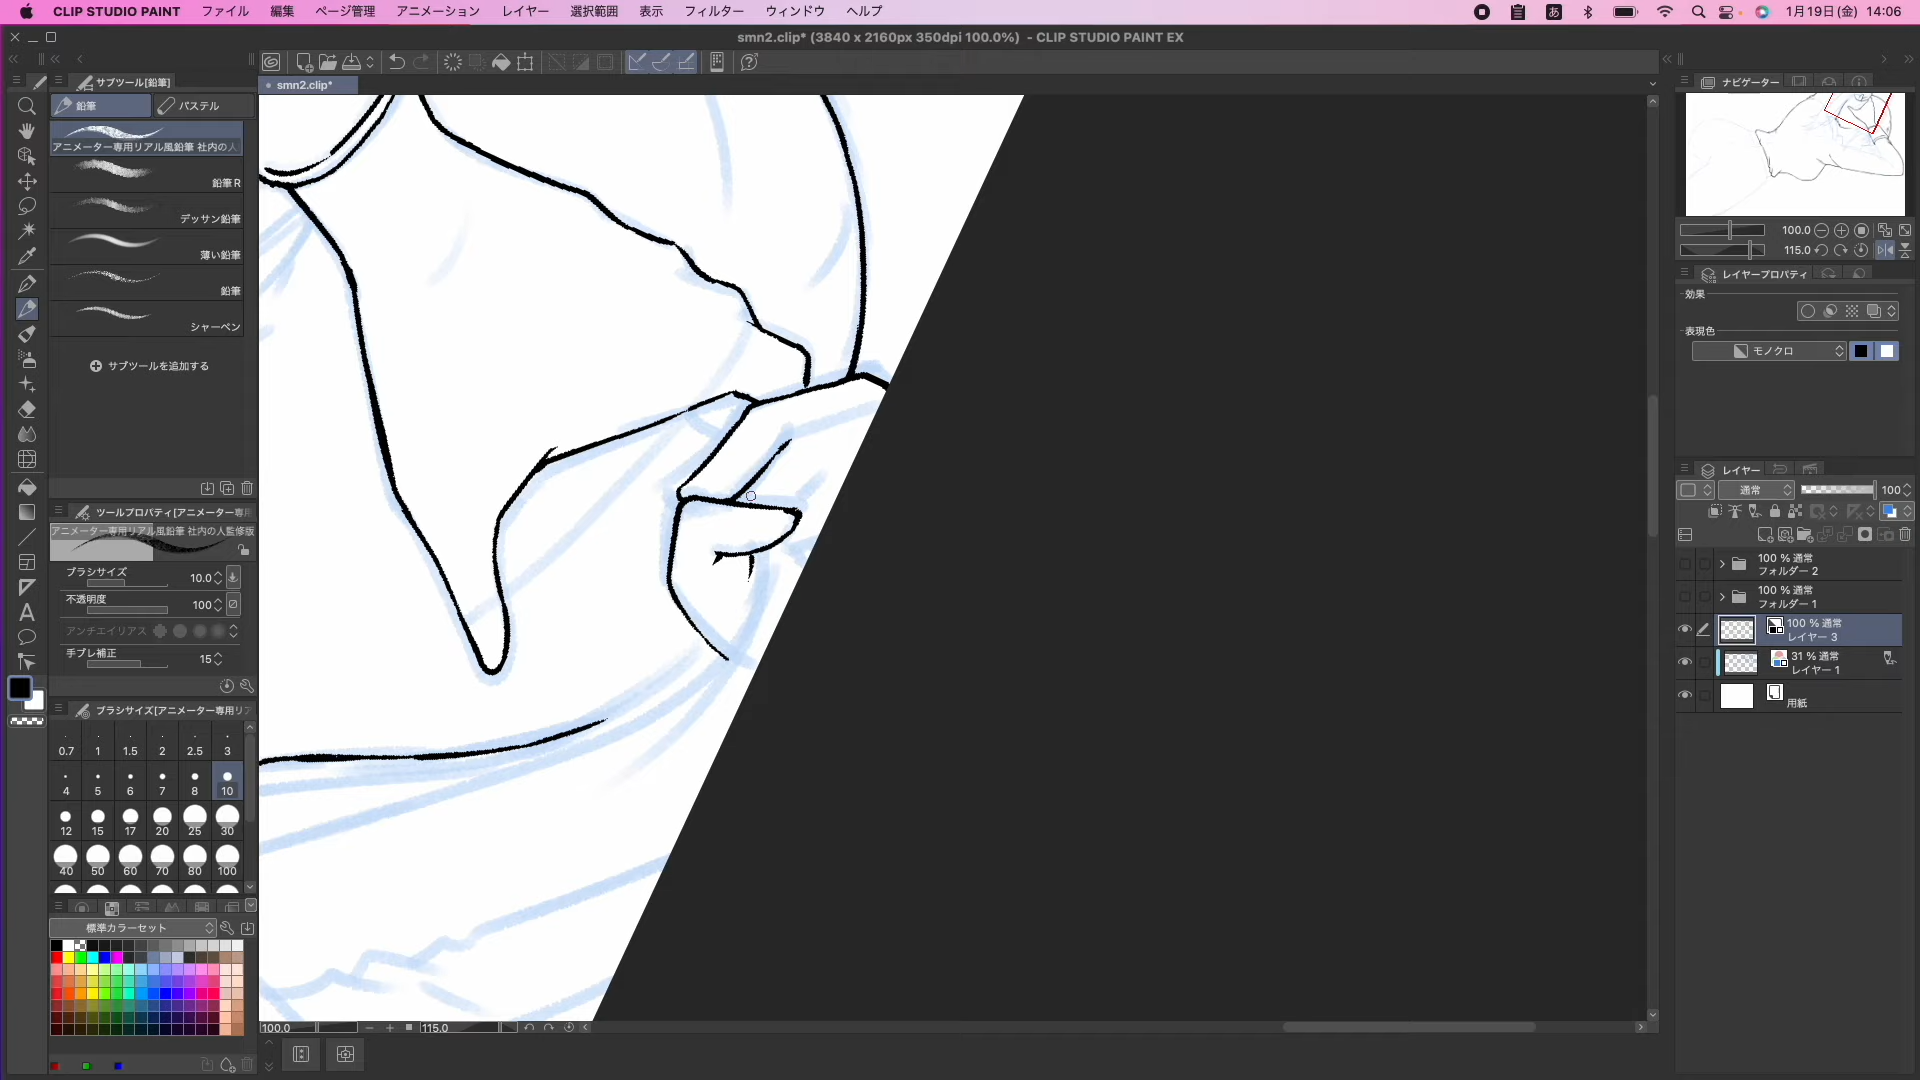 CLIP STUDIO PAINT ファイル 編集 ページ管理 アニメーション レイヤー 選択範囲 表示 フィルター ウィンドウ ヘルプ
あ
1月19日(金) 14:06
smn2.clip* (3840 x 2160px 350dpi 100.0%) - CLIP STUDIO PAINT EX
smn2.clip*
サブツール[鉛筆]
鉛筆
パステル
アニメーター専用リアル風鉛筆 社内の人
鉛筆R
デッサン鉛筆
薄い鉛筆
鉛筆
シャーペン
サブツールを追加する
ツールプロパティ[アニメーター専用
アニメーター専用リアル風鉛筆 社内の人監修版
ブラシサイズ 10.0
不透明度 100
アンチエイリアス
手ブレ補正 15
ブラシサイズ[アニメーター専用リア
0.7 1 1.5 2 2.5 3
4 5 6 7 8 10
12 15 17 20 25 30
40 50 60 70 80 100
標準カラーセット
100.0
115.0
ナビゲーター
100.0
115.0
レイヤープロパティ
効果
表現色
モノクロ
レイヤー
通常 100
100 % 通常
フォルダー 2
100 % 通常
フォルダー 1
100 % 通常
レイヤー 3
31 % 通常
レイヤー 1
用紙
A